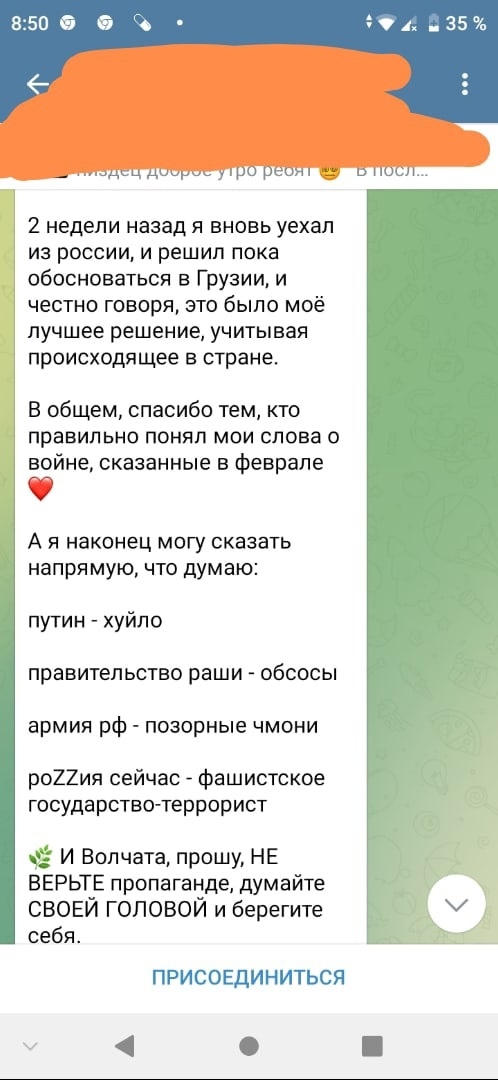 8:50
35 %
пиздец доброе утро ребят 😵‍💫 В посл...
2 недели назад я вновь уехал
из россии, и решил пока
обосноваться в Грузии, и
честно говоря, это было моё
лучшее решение, учитывая
происходящее в стране.
В общем, спасибо тем, кто
правильно понял мои слова о
войне, сказанные в феврале
❤️
А я наконец могу сказать
напрямую, что думаю:
путин - хуйло
правительство раши - обсосы
армия рф - позорные чмони
роZZия сейчас - фашистское
государство-террорист
🌿 И Волчата, прошу, НЕ
ВЕРЬТЕ пропаганде, думайте
СВОЕЙ ГОЛОВОЙ и берегите
себя.
ПРИСОЕДИНИТЬСЯ